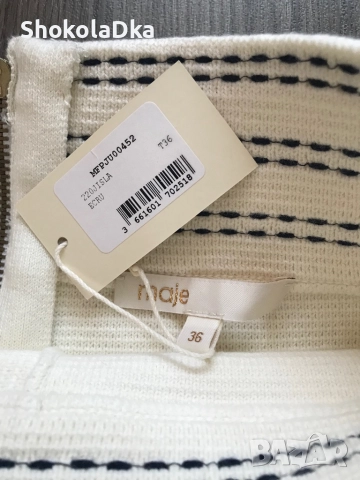 ShokolaDka
MFPJU00452
T36
220JISLA
ECRU
3 661601 702518
maje
36
BAZAR